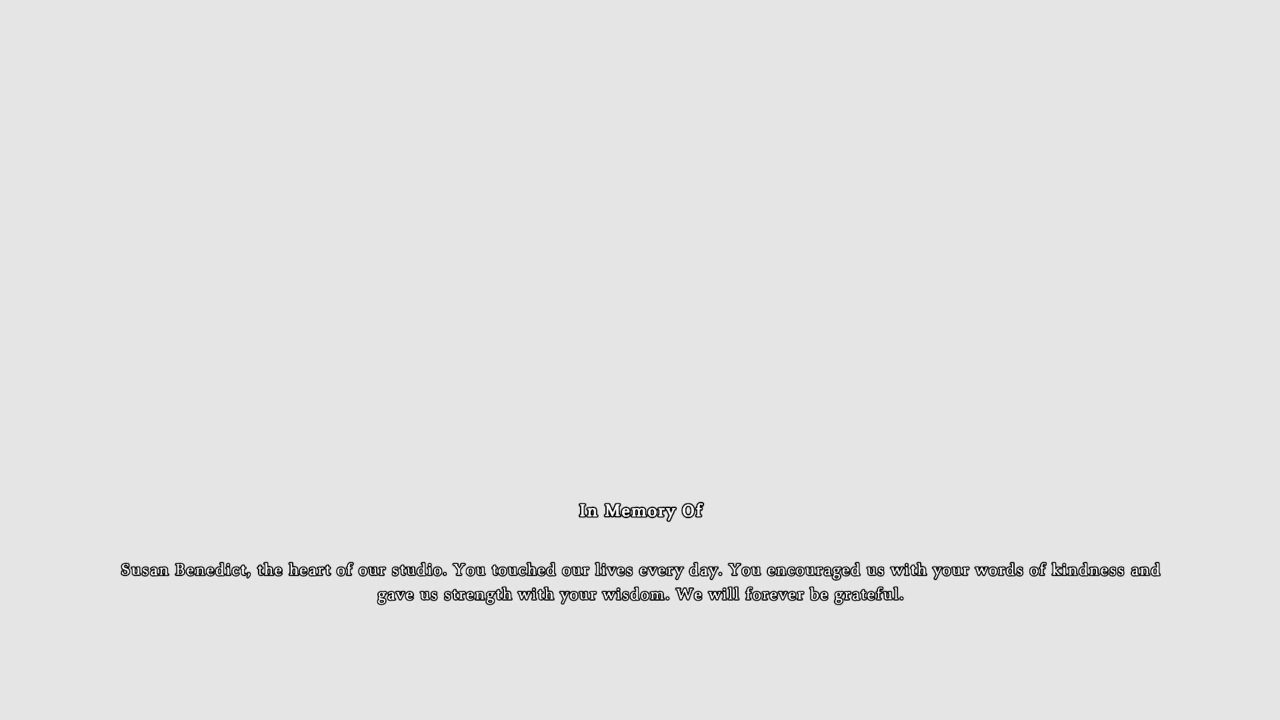 In Memory Of
Susan Benedict, the heart of our studio. You touched our lives every day. You encouraged us with your words of kindness and
gave us strength with your wisdom. We will forever be grateful.